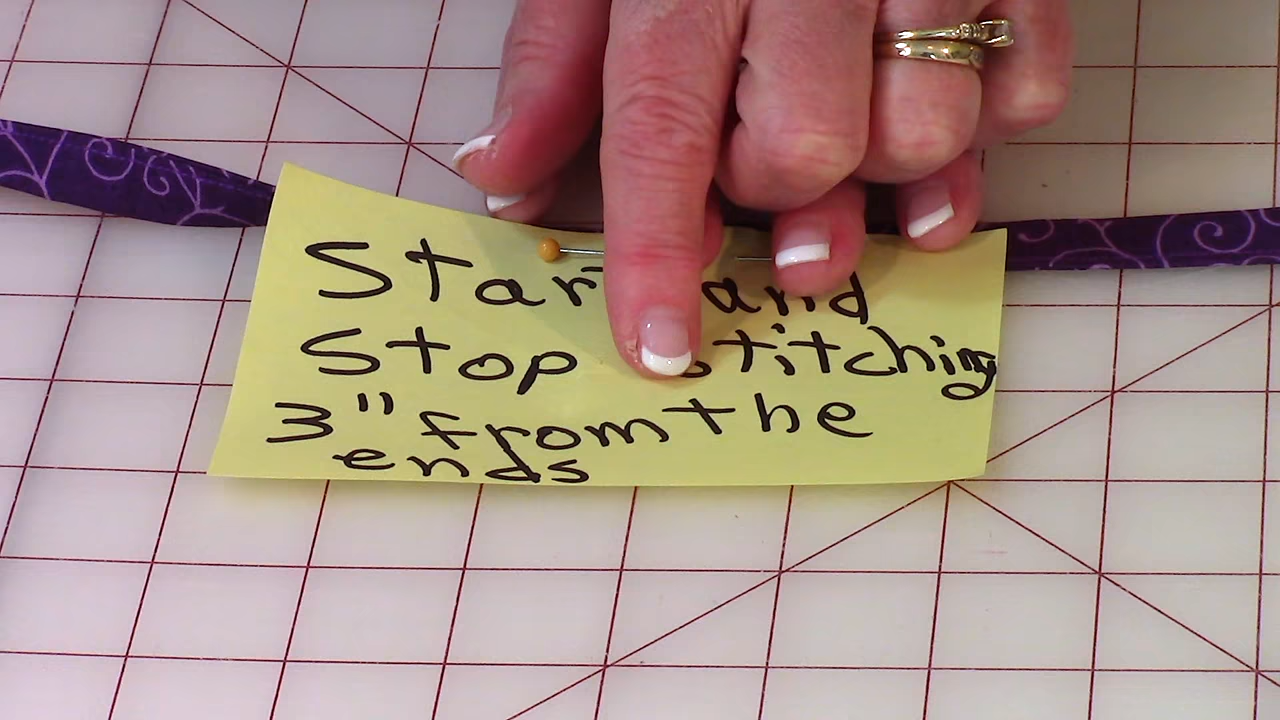 Start and
Stop stitching
3" from the
ends